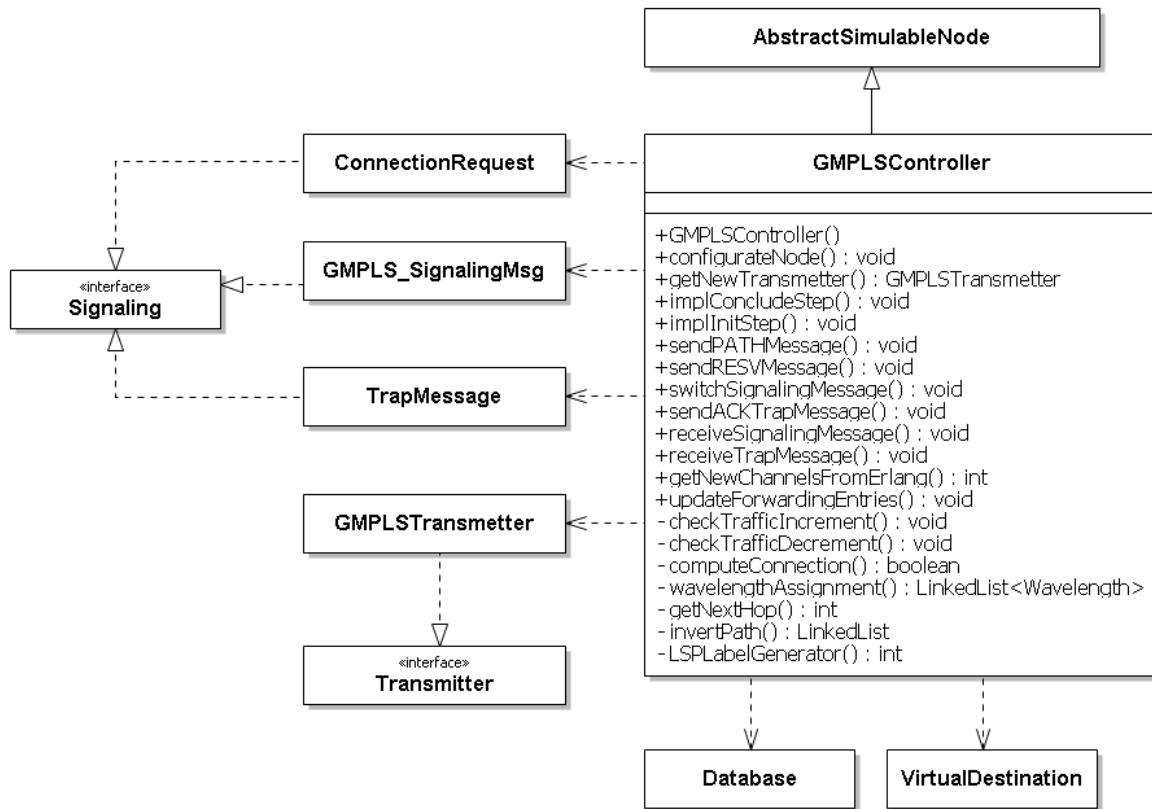 AbstractSimulableNode
ConnectionRequest
GMPLSController
GMPLS_SignalingMsg
«interface»
Signaling
TrapMessage
GMPLSTransmetter
«interface»
Transmitter
+GMPLSController()
+configurateNode() : void
+getNewTransmetter() : GMPLSTransmetter
+implConcludeStep() : void
+implInitStep() : void
+sendPATHMessage() : void
+sendRESVMessage() : void
+switchSignalingMessage() : void
+sendACKTrapMessage() : void
+receiveSignalingMessage() : void
+receiveTrapMessage() : void
+getNewChannelsFromErlang() : int
+updateForwardingEntries() : void
-checkTrafficIncrement() : void
-checkTrafficDecrement() : void
-computeConnection() : boolean
-wavelengthAssignment() : LinkedList<Wavelength>
-getNextHop() : int
-invertPath() : LinkedList
-LSPLabelGenerator() : int
Database
VirtualDestination